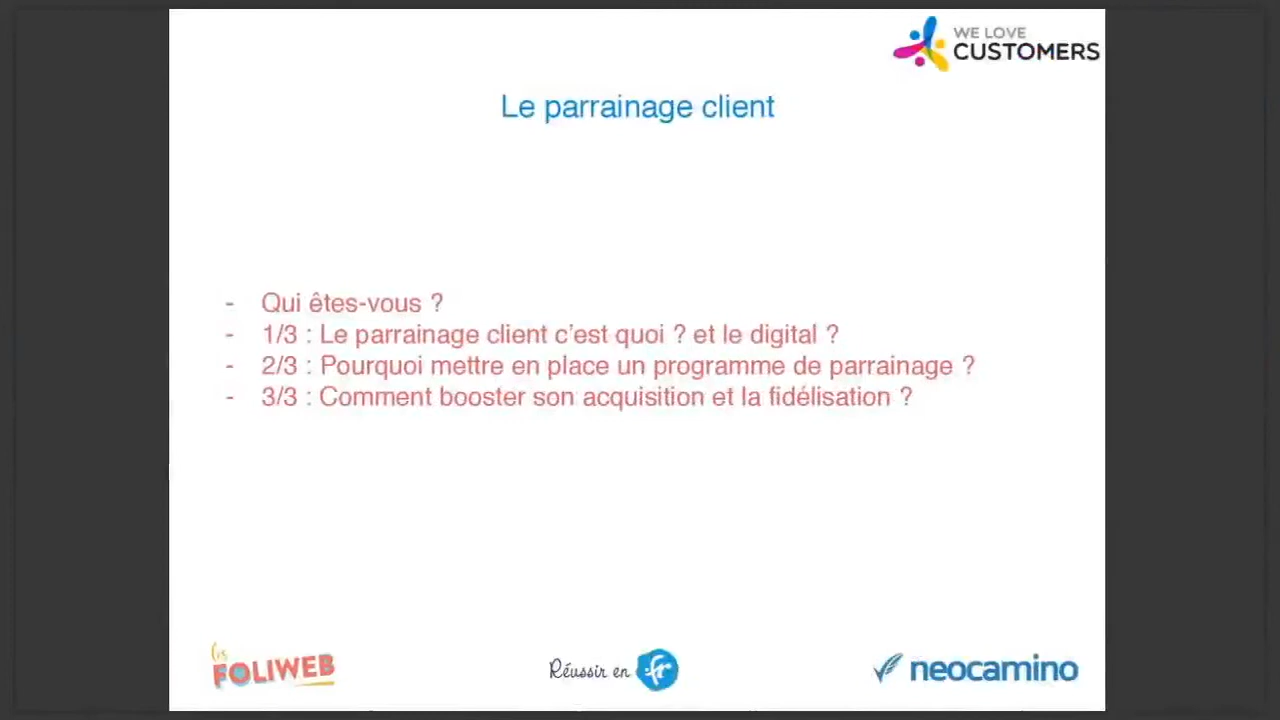 WE LOVE
CUSTOMERS
Le parrainage client
- Qui êtes-vous ?
- 1/3 : Le parrainage client c’est quoi ? et le digital ?
- 2/3 : Pourquoi mettre en place un programme de parrainage ?
- 3/3 : Comment booster son acquisition et la fidélisation ?
les
FOLIWEB
Réussir en .fr
neocamino